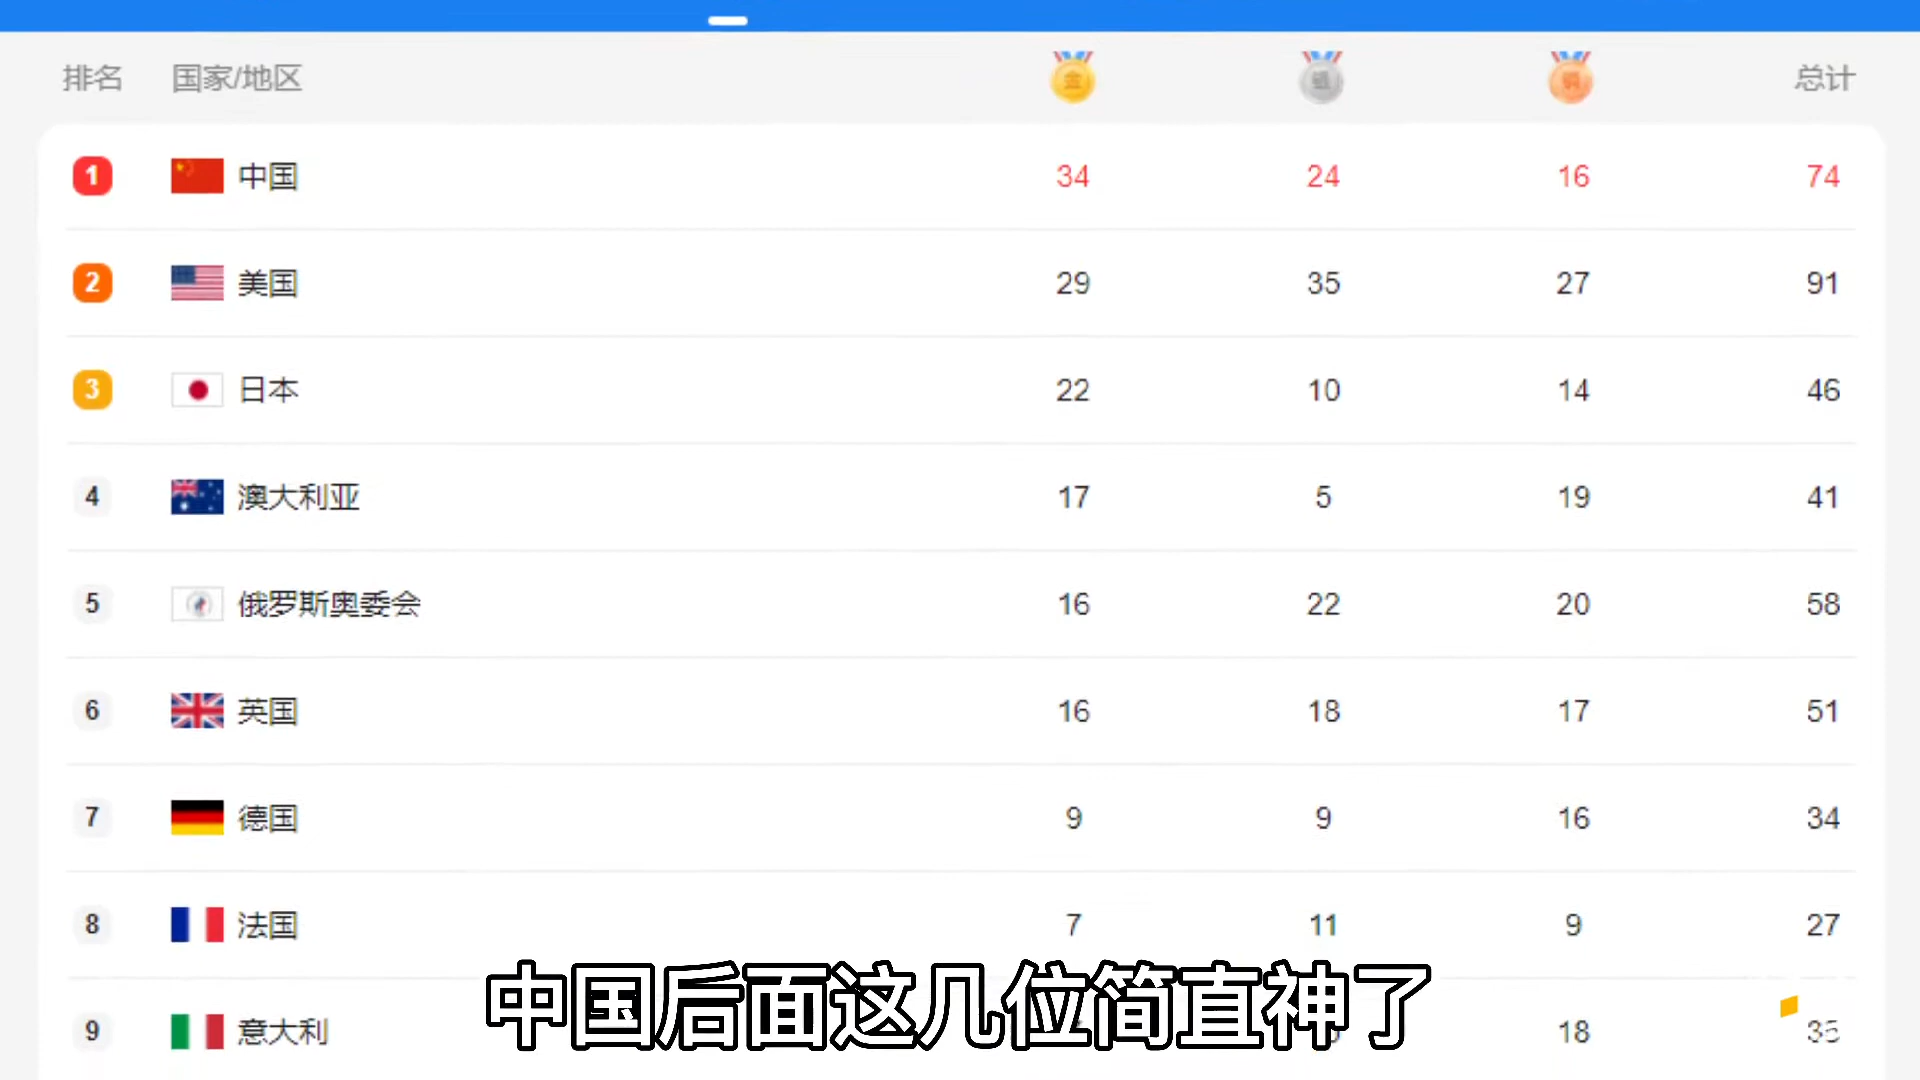 排名 国家/地区 金 银 铜 总计
1 中国 34 24 16 74
2 美国 29 35 27 91
3 日本 22 10 14 46
4 澳大利亚 17 5 19 41
5 俄罗斯奥委会 16 22 20 58
6 英国 16 18 17 51
7 德国 9 9 16 34
8 法国 7 11 9 27
9 意大利 18
中国后面这几位简直神了